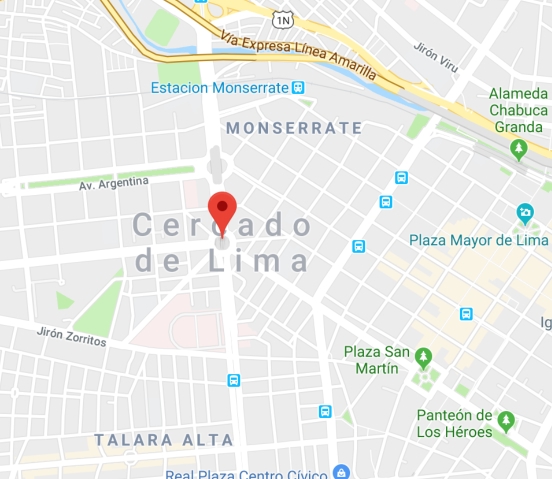 1N
Vía Expresa Línea Amarilla
Jirón Viru
Estacion Monserrate
Alameda
Chabuca
Granda
MONSERRATE
Av. Argentina
Cercado
de Lima
Plaza Mayor de Lima
Ig
Jirón Zorritos
Plaza San
Martín
Panteón de
Los Héroes
TALARA ALTA
Real Plaza Centro Cívico